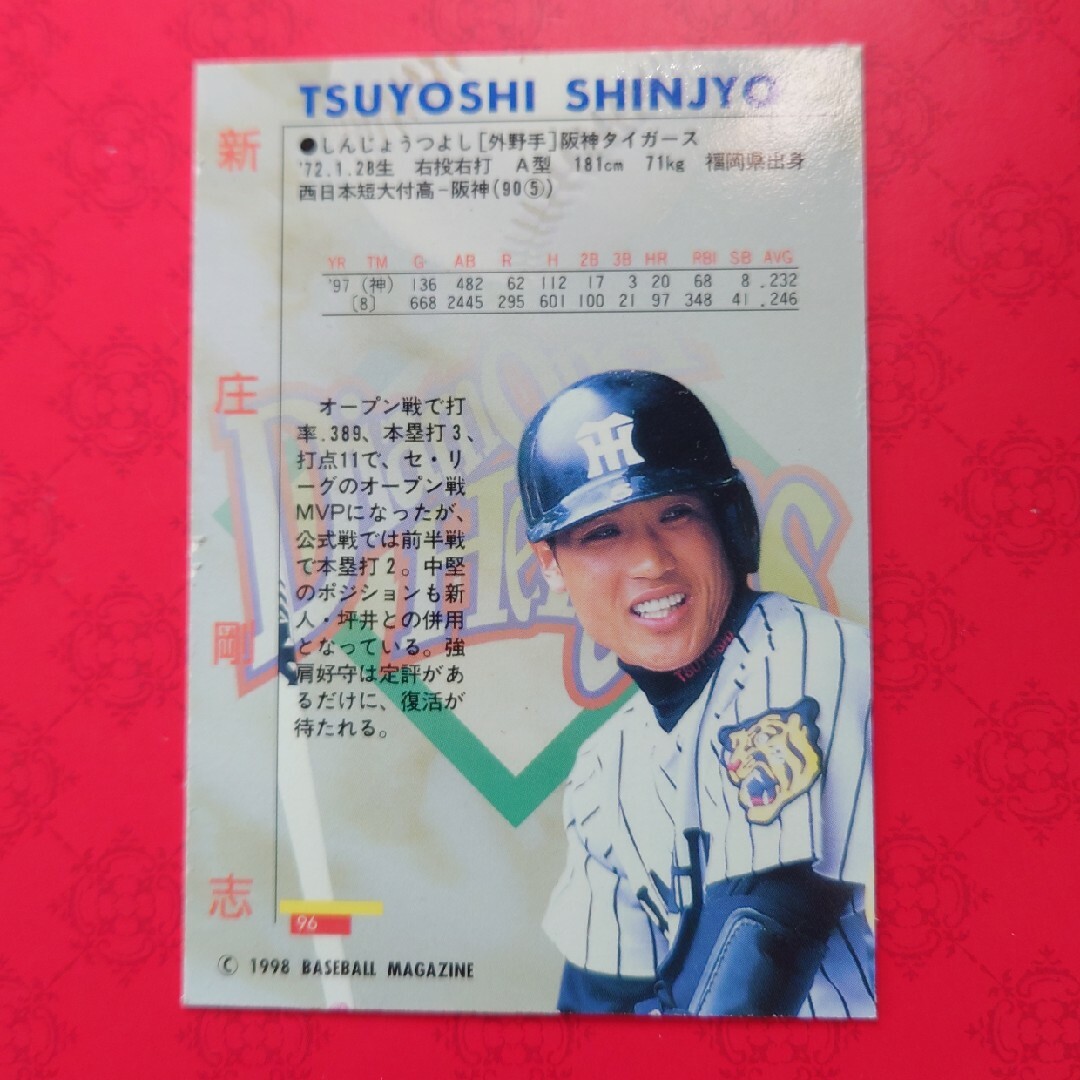 TSUYOSHI SHINJYO
新庄剛志
●しんじょうつよし[外野手]阪神タイガース
'72.1.28生 右投右打 A型 181cm 71kg 福岡県出身
西日本短大付高-阪神(90⑤)
YR TM G AB R H 2B 3B HR RBI SB AVG
'97 (神) 136 482 62 112 17 3 20 68 8 .232
〔8〕 668 2445 295 601 100 21 97 348 41 .246
オープン戦で打
率.389、本塁打3、
打点11で、セ・リ
ーグのオープン戦
MVPになったが、
公式戦では前半戦
で本塁打2。中堅
のポジションも新
人・坪井との併用
となっている。強
肩好守は定評があ
るだけに、復活が
待たれる。
96
© 1998 BASEBALL MAGAZINE